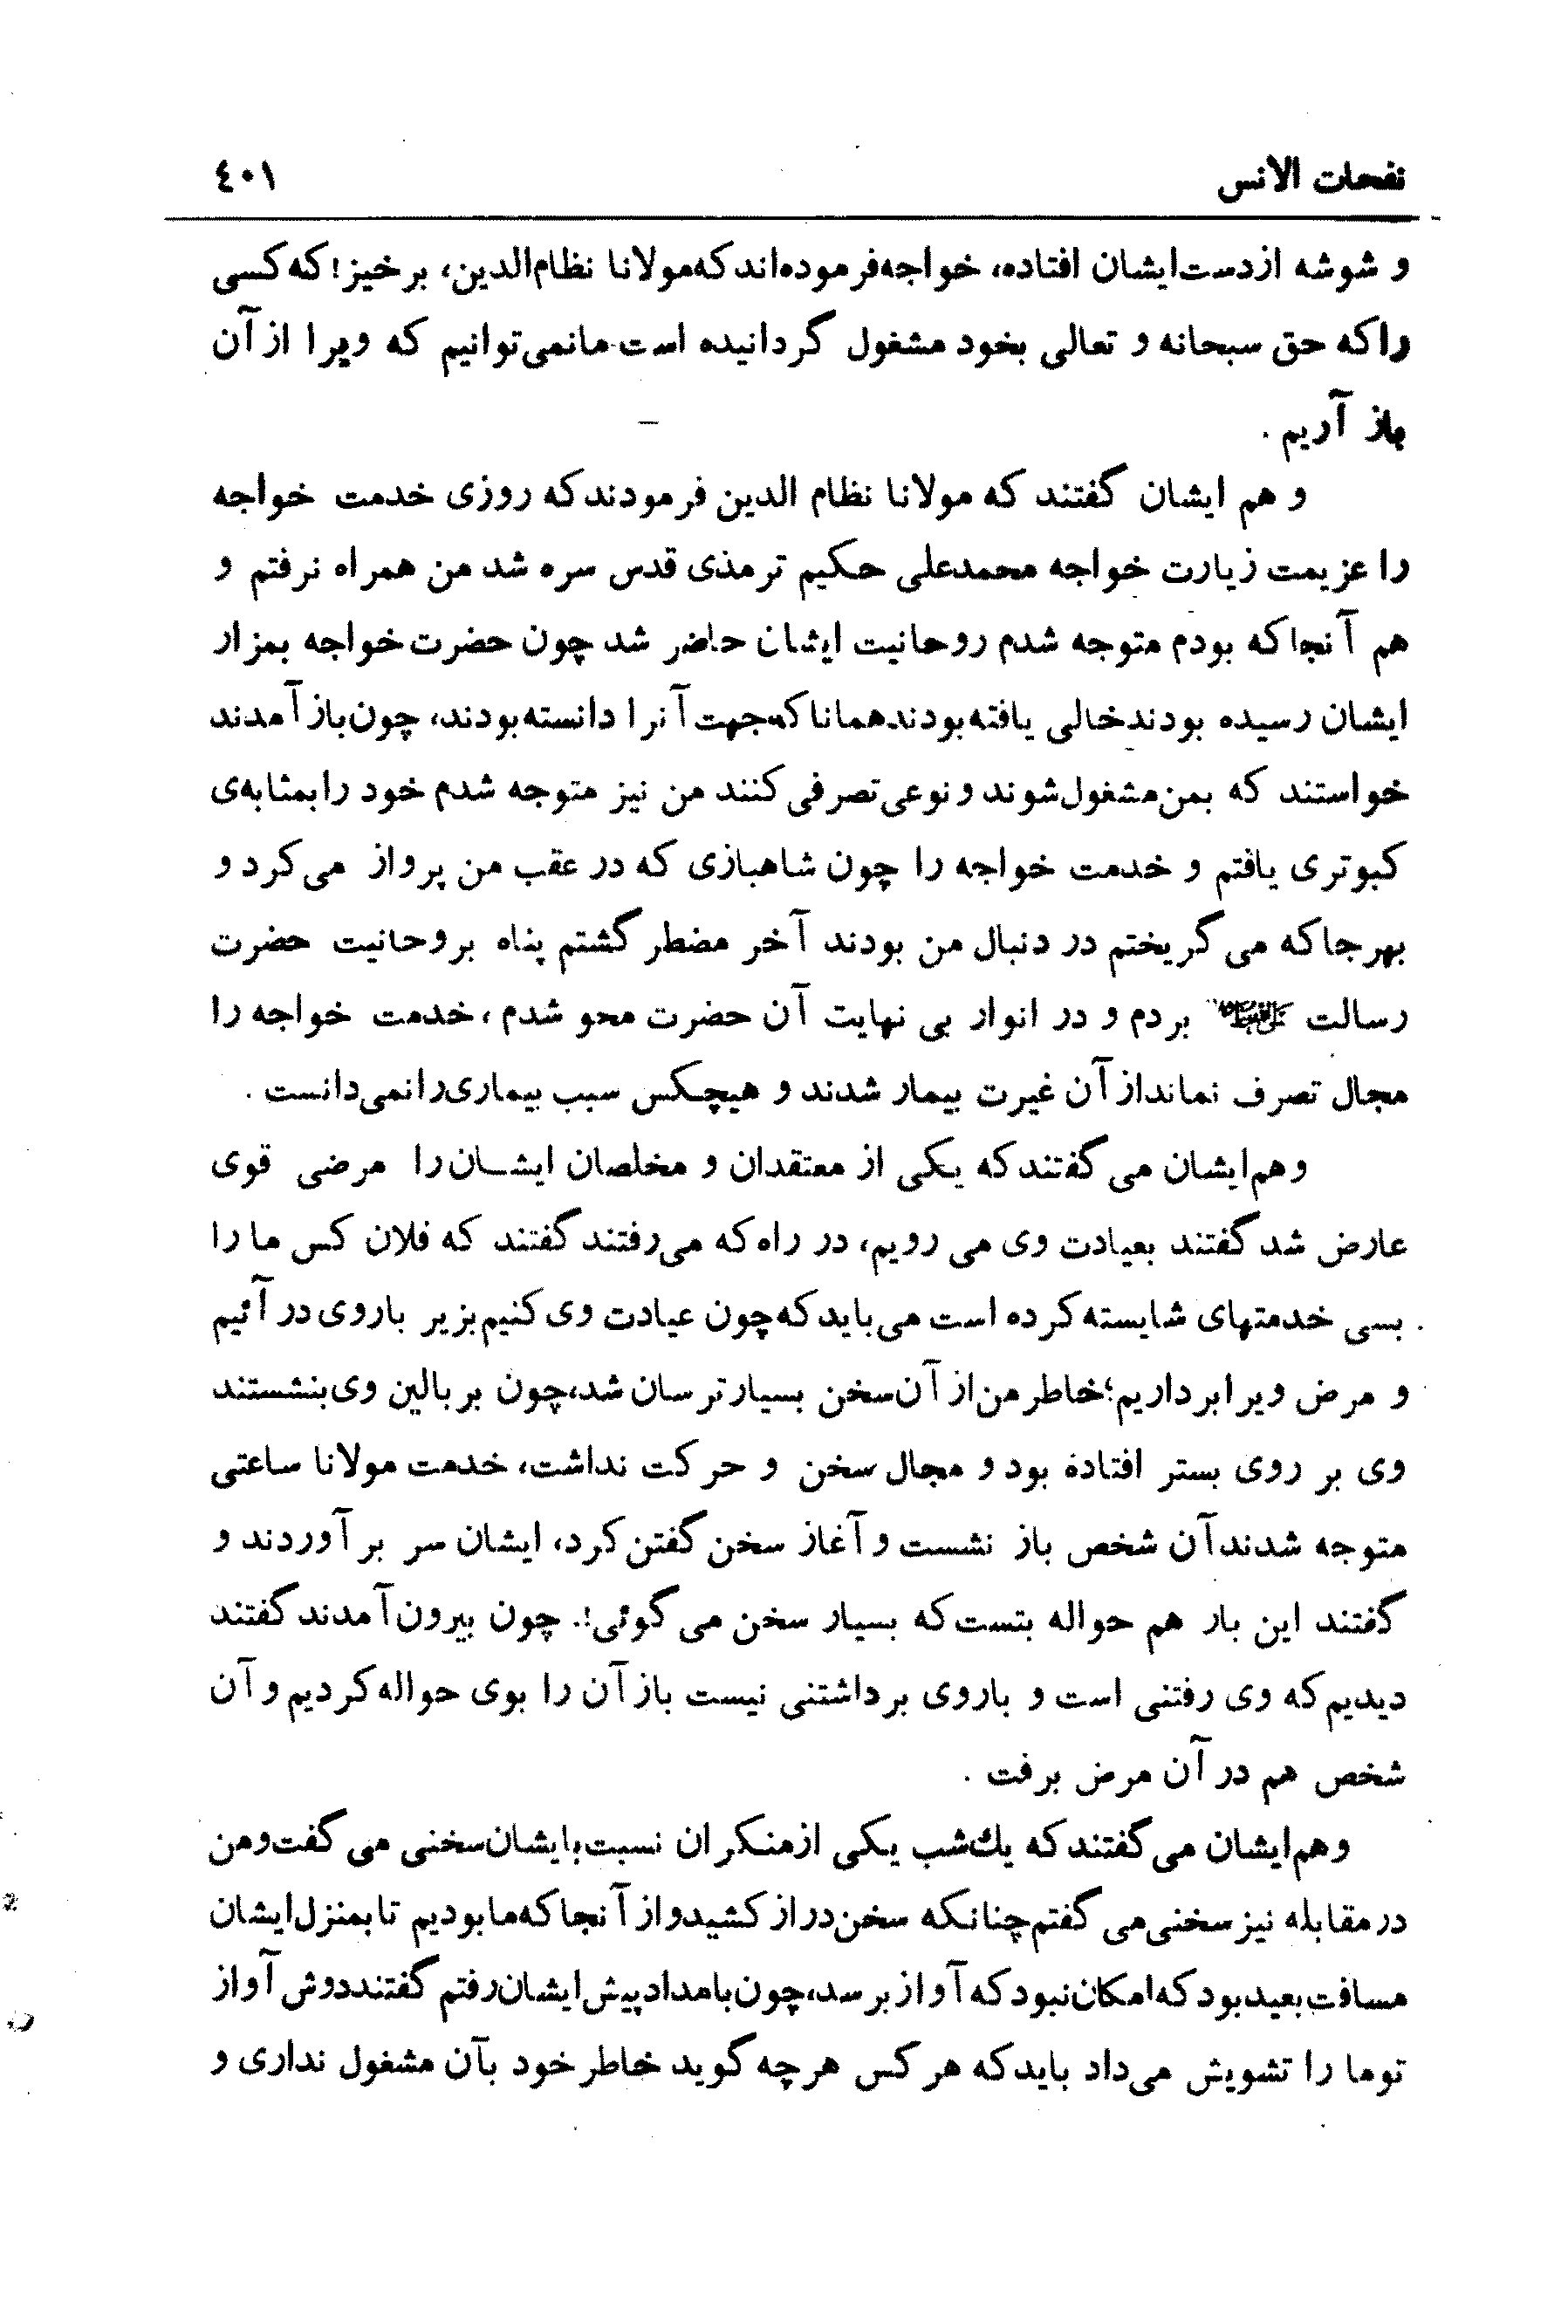 نفحات الانس ٤٠١
و شوشه از دست ایشان افتاده، خواجه فرموده‌اند که مولانا نظام‌الدین، برخیز! که کسی
را که حق سبحانه و تعالی بخود مشغول گردانیده است مانمی‌توانیم که ویرا از آن
باز آریم .
و هم ایشان گفتند که مولانا نظام الدین فرمودند که روزی خدمت خواجه
را عزیمت زیارت خواجه محمدعلی حکیم ترمذی قدس سره شد من همراه نرفتم و
هم آنجا که بودم متوجه شدم روحانیت ایشان حاضر شد چون حضرت خواجه بمزار
ایشان رسیده بودند خالی یافته بودند همانا که جهت آنرا دانسته بودند، چون باز آمدند
خواستند که بمن مشغول شوند و نوعی تصرفی کنند من نیز متوجه شدم خود را بمثابه‌ی
کبوتری یافتم و خدمت خواجه را چون شاهبازی که در عقب من پرواز می‌کرد و
بهرجا که می گریختم در دنبال من بودند آخر مضطر گشتم پناه بروحانیت حضرت
رسالت ﷺ بردم و در انوار بی نهایت آن حضرت محو شدم ، خدمت خواجه را
مجال تصرف نماند از آن غیرت بیمار شدند و هیچکس سبب بیماری را نمی‌دانست .
و هم ایشان می گفتند که یکی از معتقدان و مخلصان ایشان را مرضی قوی
عارض شد گفتند بعیادت وی می رویم، در راه که می‌رفتند گفتند که فلان کس ما را
بسی خدمتهای شایسته کرده است می‌باید که چون عیادت وی کنیم بزیر باروی در آئیم
و مرض ویرا برداریم؛ خاطر من از آن سخن بسیار ترسان شد، چون بر بالین وی بنشستند
وی بر روی بستر افتاده بود و مجال سخن و حرکت نداشت، خدمت مولانا ساعتی
متوجه شدند آن شخص باز نشست و آغاز سخن گفتن کرد، ایشان سر بر آوردند و
گفتند این بار هم حواله بتست که بسیار سخن می گوئی!. چون بیرون آمدند گفتند
دیدیم که وی رفتنی است و باروی برداشتنی نیست باز آن را بوی حواله کردیم و آن
شخص هم در آن مرض برفت .
و هم ایشان می گفتند که یك شب یکی از منکران نسبت بایشان سخنی می گفت و من
در مقابله نیز سخنی می گفتم چنانکه سخن دراز کشید و از آنجا که ما بودیم تا بمنزل ایشان
مسافت بعید بود که امکان نبود که آواز برسد، چون بامداد پیش ایشان رفتم گفتند دوش آواز
توما را تشویش می‌داد باید که هر کس هرچه گوید خاطر خود بآن مشغول نداری و